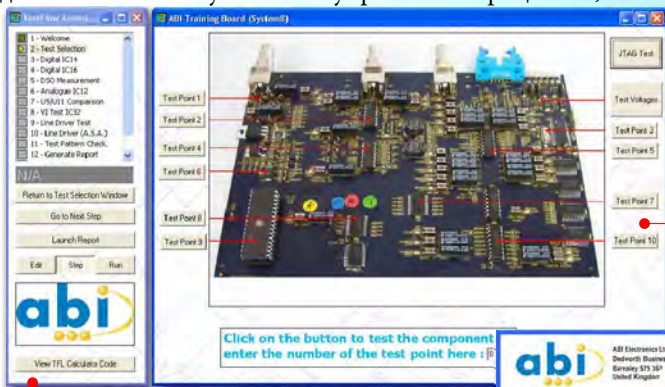 ABI Training Board (System8)
1 - Welcome
2 - Test Selection
3 - Digital IC14
4 - Digital IC16
5 - DSO Measurement
6 - Analogue IC12
7 - U5/U11 Comparison
8 - VI Test IC32
9 - Line Driver Test
10 - Line Driver (A.S.A.)
11 - Test Pattern Check.
12 - Generate Report
N/A
Return to Test Selection Window
Go to Next Step
Launch Report
Edit
Step
Run
abi
View TFL Calculator Code
Test Point 1
Test Point 2
Test Point 4
Test Point 6
Test Point 8
Test Point 9
JTAG Test
Test Voltages
Test Point 3
Test Point 5
Test Point 7
Test Point 10
Click on the button to test the component
enter the number of the test point here :
abi
ABI Electronics Lt
Dodworth Busine
Barnsley S75 3S
United Kingdom